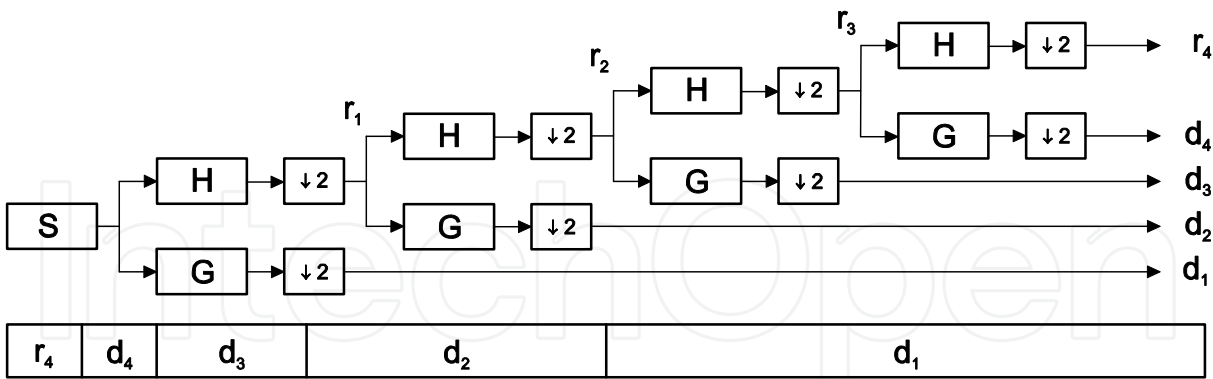 r₃ H ↓2 r₄
r₂ H ↓2
r₁ H ↓2 G ↓2 d₄
H ↓2 G ↓2 d₃
S G ↓2 d₂
G ↓2 d₁
IntechOpen
r₄ d₄ d₃ d₂ d₁